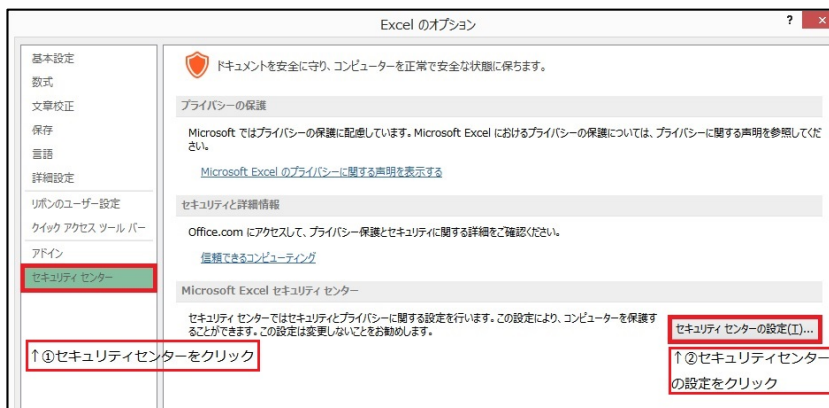 Excel のオプション
? ×
基本設定
数式
文章校正
保存
言語
詳細設定
リボンのユーザー設定
クイック アクセス ツール バー
アドイン
セキュリティ センター
ドキュメントを安全に守り、コンピューターを正常で安全な状態に保ちます。
プライバシーの保護
Microsoft ではプライバシーの保護に配慮しています。Microsoft Excel におけるプライバシーの保護については、プライバシーに関する声明を参照してくだ
さい。
Microsoft Excel のプライバシーに関する声明を表示する
セキュリティと詳細情報
Office.com にアクセスして、プライバシー保護とセキュリティに関する詳細をご確認ください。
信頼できるコンピューティング
Microsoft Excel セキュリティ センター
セキュリティ センターではセキュリティとプライバシーに関する設定を行います。この設定により、コンピューターを保護す
ることができます。この設定は変更しないことをお勧めします。
セキュリティ センターの設定(T)...
↑①セキュリティセンターをクリック
↑②セキュリティセンター
の設定をクリック